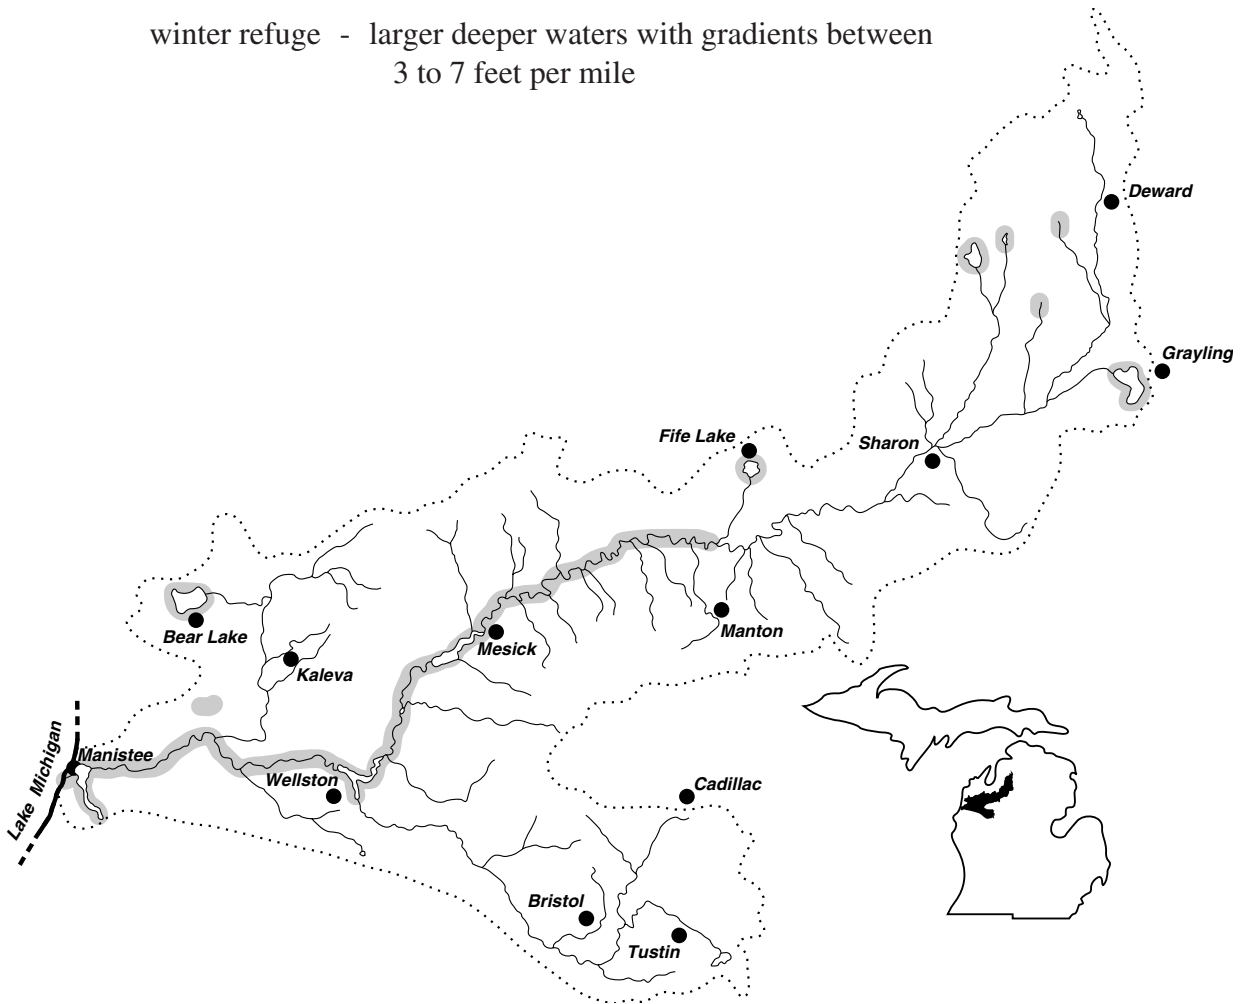 winter refuge - larger deeper waters with gradients between
3 to 7 feet per mile
Deward
Grayling
Fife Lake
Sharon
Bear Lake
Manton
Mesick
Kaleva
Lake Michigan
Manistee
Wellston
Cadillac
Bristol
Tustin